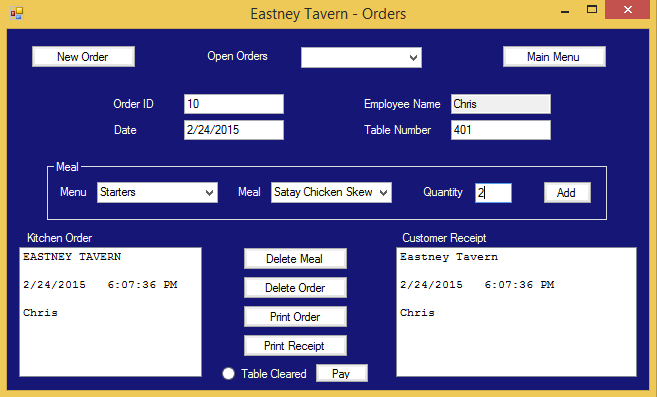 Eastney Tavern - Orders
New Order
Open Orders
Main Menu
Order ID 10
Employee Name Chris
Date 2/24/2015
Table Number 401
Meal
Menu Starters
Meal Satay Chicken Skew
Quantity 2
Add
Kitchen Order
EASTNEY TAVERN
2/24/2015 6:07:36 PM
Chris
Delete Meal
Delete Order
Print Order
Print Receipt
Table Cleared
Pay
Customer Receipt
Eastney Tavern
2/24/2015 6:07:36 PM
Chris